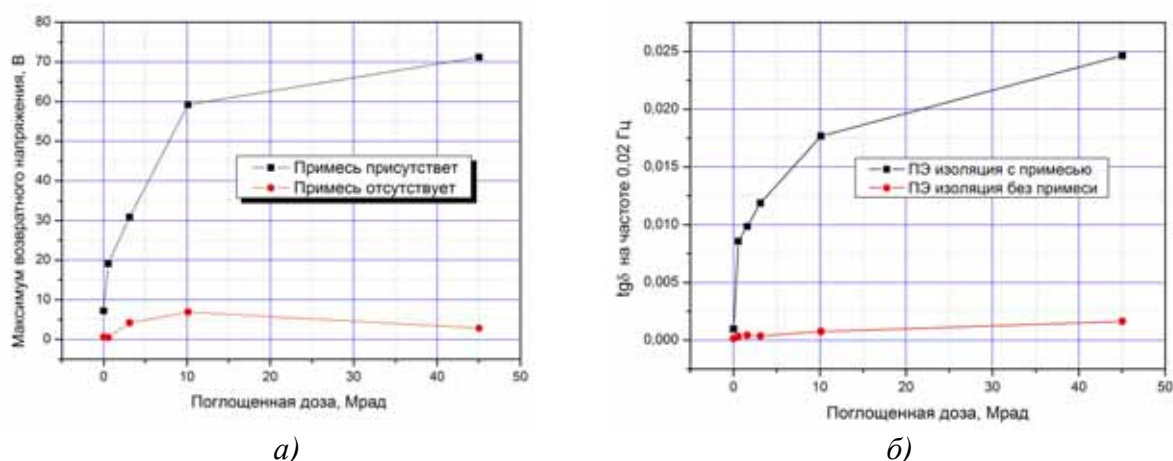 80
70
60
50
40
30
20
10
0
Максимум возвратного напряжения, В
Примесь присутствет
Примесь отсутствует
0 10 20 30 40 50
Поглощенная доза, Мрад
а)
0,025
0,020
0,015
0,010
0,005
0,000
tgδ на частоте 0,02 Гц
ПЭ изоляция с примесью
ПЭ изоляция без примеси
0 10 20 30 40 50
Поглощенная доза, Мрад
б)